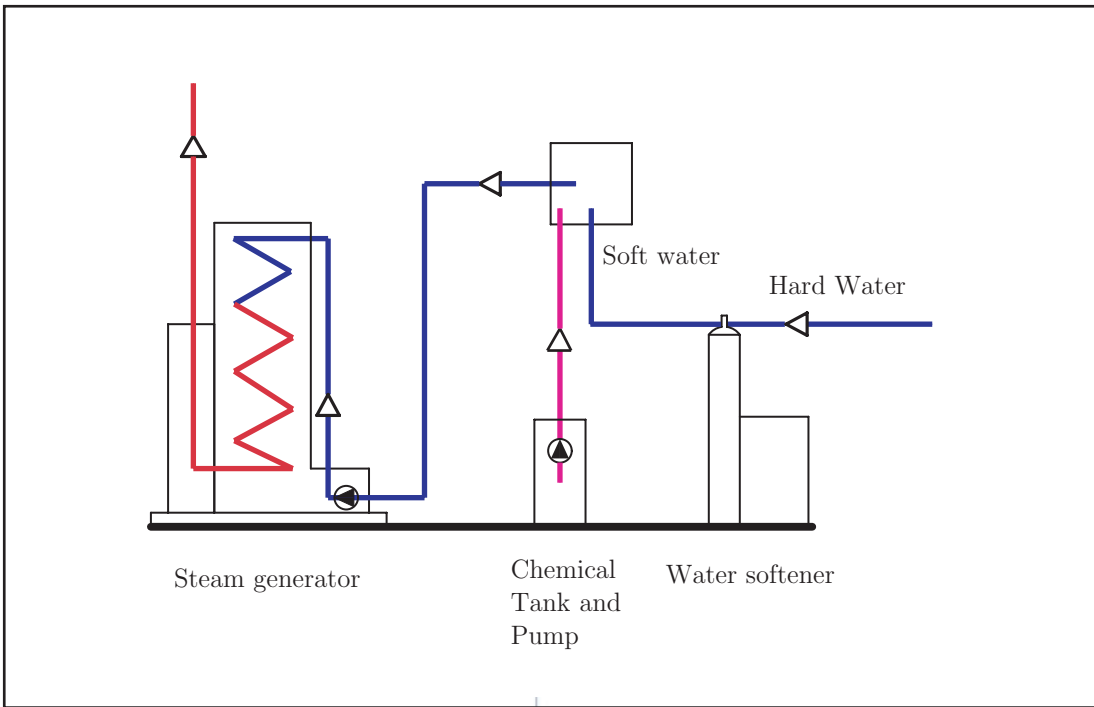 Soft water
Hard Water
Steam generator
Chemical
Tank and
Pump
Water softener